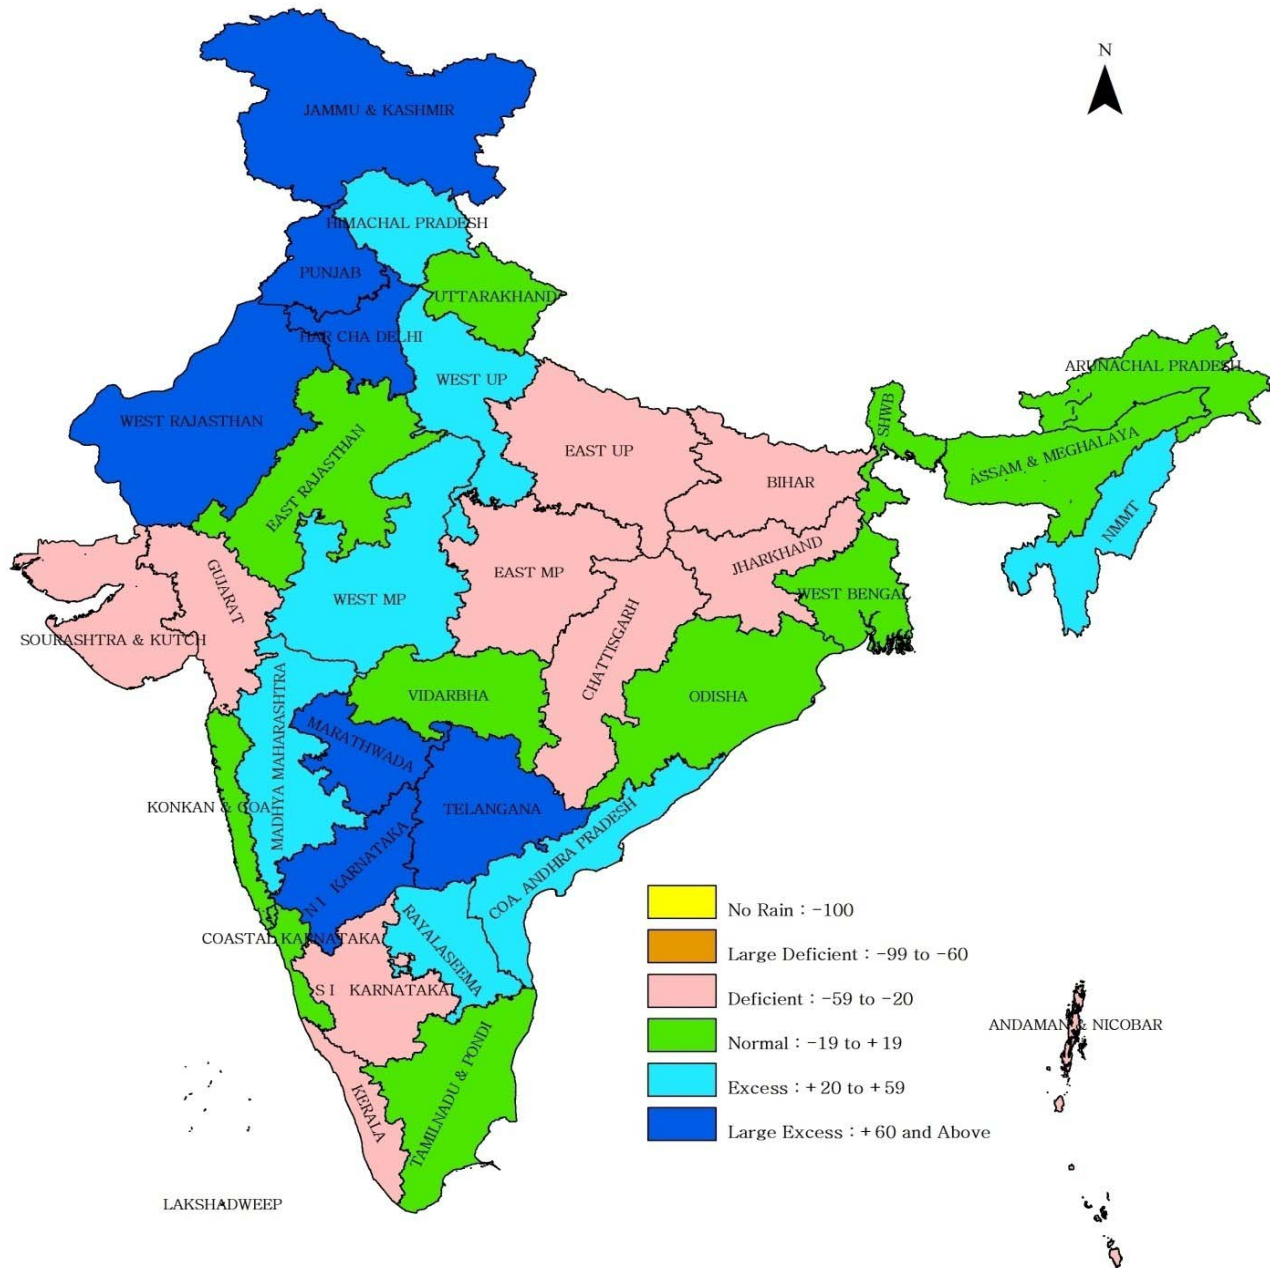 N
JAMMU & KASHMIR
HIMACHAL PRADESH
PUNJAB
UTTARAKHAND
HAR CHA DELHI
WEST UP
ARUNACHAL PRADESH
WEST RAJASTHAN
SHWB
EAST RAJASTHAN
EAST UP
ASSAM & MEGHALAYA
BIHAR
NMMT
GUJARAT
EAST MP
JHARKHAND
WEST MP
WEST BENGAL
SOURASHTRA & KUTCH
CHATTISGARH
VIDARBHA
ODISHA
MADHYA MAHARASHTRA
MARATHWADA
KONKAN & GOA
TELANGANA
N I KARNATAKA
COA. ANDHRA PRADESH
COASTAL KARNATAKA
RAYALASEEMA
S I KARNATAKA
TAMILNADU & PONDI
KERALA
LAKSHADWEEP
ANDAMAN & NICOBAR
No Rain : -100
Large Deficient : -99 to -60
Deficient : -59 to -20
Normal : -19 to +19
Excess : +20 to +59
Large Excess : +60 and Above